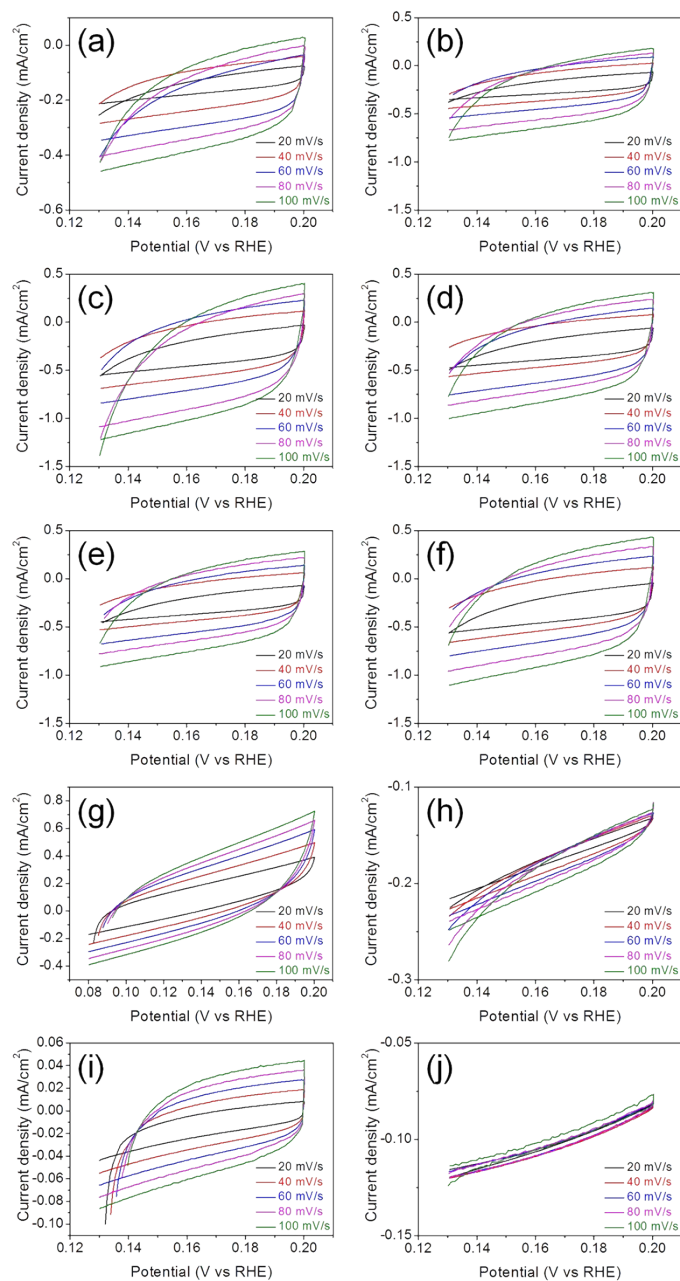 (a)
Current density (mA/cm²)
0.0
-0.2
-0.4
-0.6
20 mV/s
40 mV/s
60 mV/s
80 mV/s
100 mV/s
0.12 0.14 0.16 0.18 0.20
Potential (V vs RHE)
(b)
Current density (mA/cm²)
0.5
0.0
-0.5
-1.0
-1.5
20 mV/s
40 mV/s
60 mV/s
80 mV/s
100 mV/s
0.12 0.14 0.16 0.18 0.20
Potential (V vs RHE)
(c)
Current density (mA/cm²)
0.5
0.0
-0.5
-1.0
-1.5
20 mV/s
40 mV/s
60 mV/s
80 mV/s
100 mV/s
0.12 0.14 0.16 0.18 0.20
Potential (V vs RHE)
(d)
Current density (mA/cm²)
0.5
0.0
-0.5
-1.0
-1.5
20 mV/s
40 mV/s
60 mV/s
80 mV/s
100 mV/s
0.12 0.14 0.16 0.18 0.20
Potential (V vs RHE)
(e)
Current density (mA/cm²)
0.5
0.0
-0.5
-1.0
-1.5
20 mV/s
40 mV/s
60 mV/s
80 mV/s
100 mV/s
0.12 0.14 0.16 0.18 0.20
Potential (V vs RHE)
(f)
Current density (mA/cm²)
0.5
0.0
-0.5
-1.0
-1.5
20 mV/s
40 mV/s
60 mV/s
80 mV/s
100 mV/s
0.12 0.14 0.16 0.18 0.20
Potential (V vs RHE)
(g)
Current density (mA/cm²)
0.8
0.6
0.4
0.2
0.0
-0.2
-0.4
20 mV/s
40 mV/s
60 mV/s
80 mV/s
100 mV/s
0.08 0.10 0.12 0.14 0.16 0.18 0.20
Potential (V vs RHE)
(h)
Current density (mA/cm²)
-0.1
-0.2
-0.3
20 mV/s
40 mV/s
60 mV/s
80 mV/s
100 mV/s
0.12 0.14 0.16 0.18 0.20
Potential (V vs RHE)
(i)
Current density (mA/cm²)
0.06
0.04
0.02
0.00
-0.02
-0.04
-0.06
-0.08
-0.10
20 mV/s
40 mV/s
60 mV/s
80 mV/s
100 mV/s
0.12 0.14 0.16 0.18 0.20
Potential (V vs RHE)
(j)
Current density (mA/cm²)
-0.05
-0.10
-0.15
20 mV/s
40 mV/s
60 mV/s
80 mV/s
100 mV/s
0.12 0.14 0.16 0.18 0.20
Potential (V vs RHE)